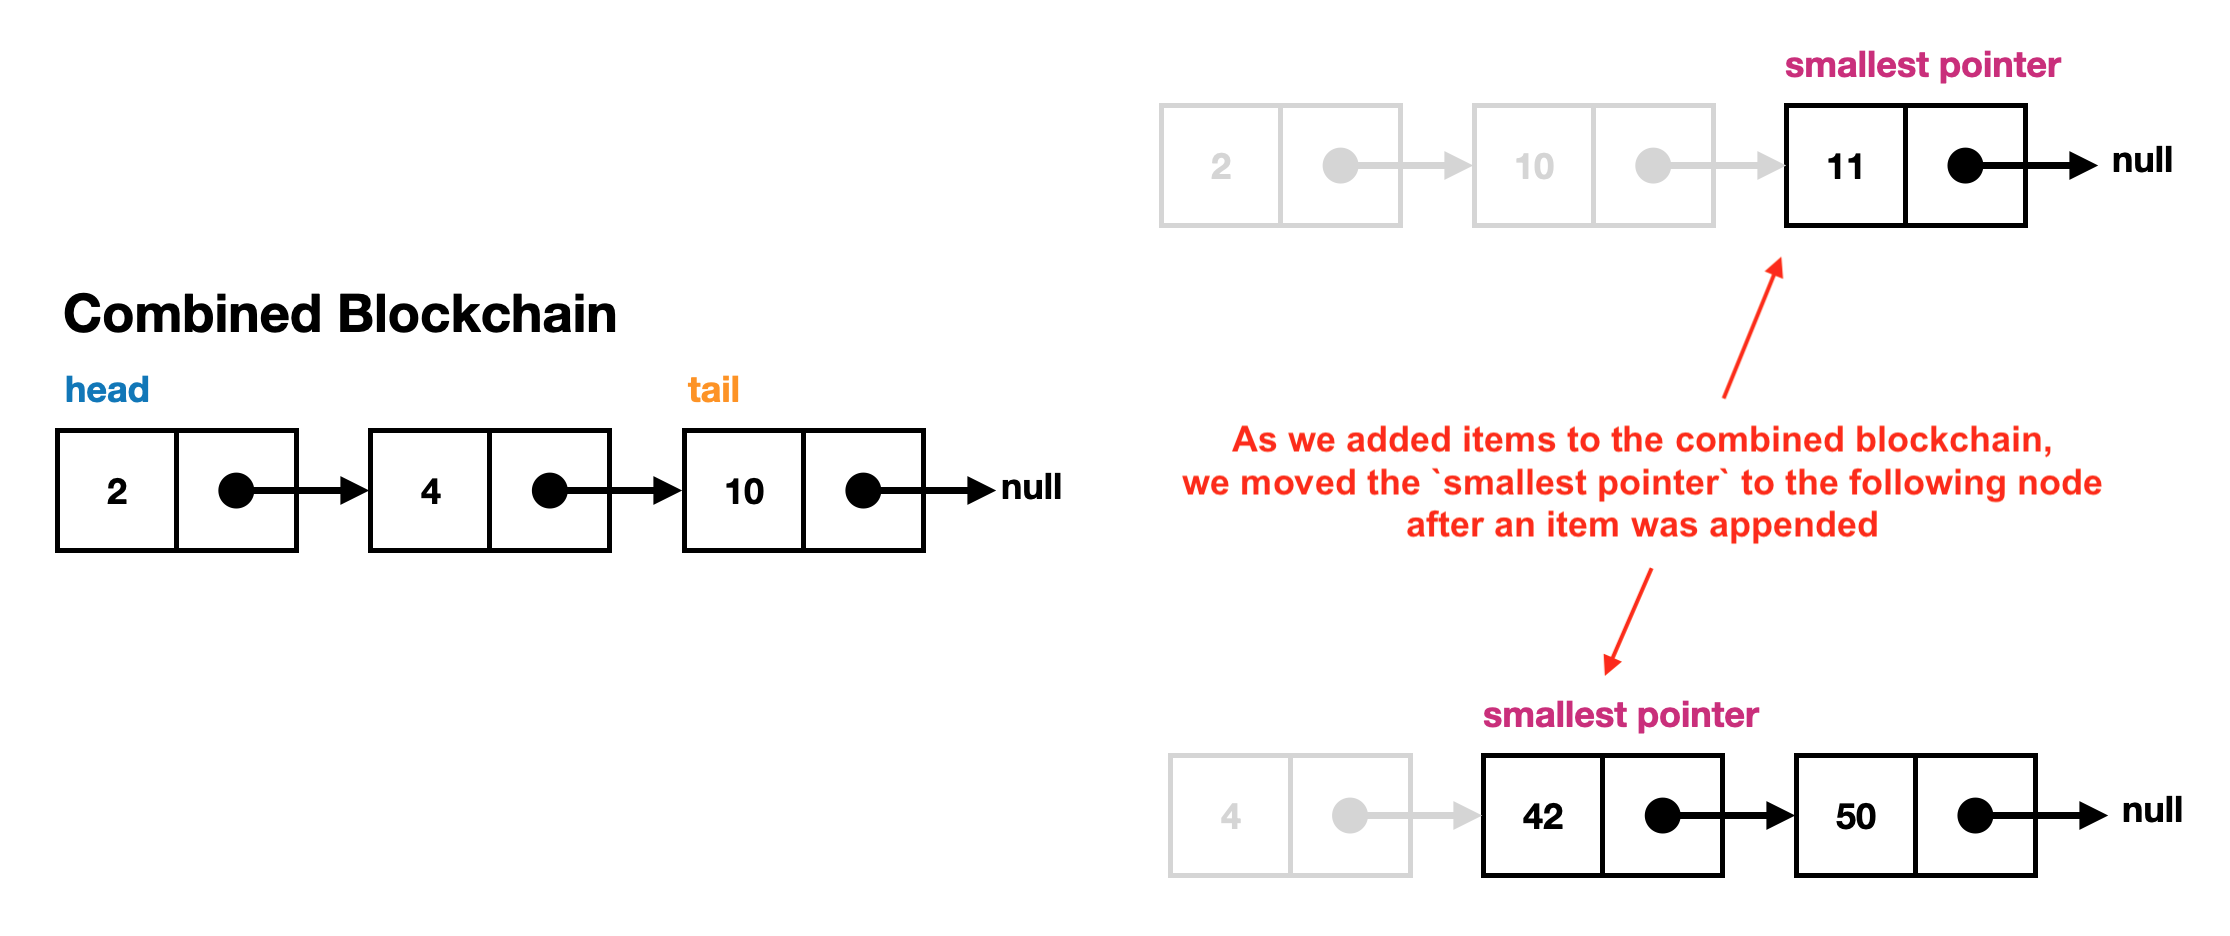 smallest pointer
2 10 11 null
Combined Blockchain
head tail
2 4 10 null
As we added items to the combined blockchain,
we moved the `smallest pointer` to the following node
after an item was appended
smallest pointer
4 42 50 null